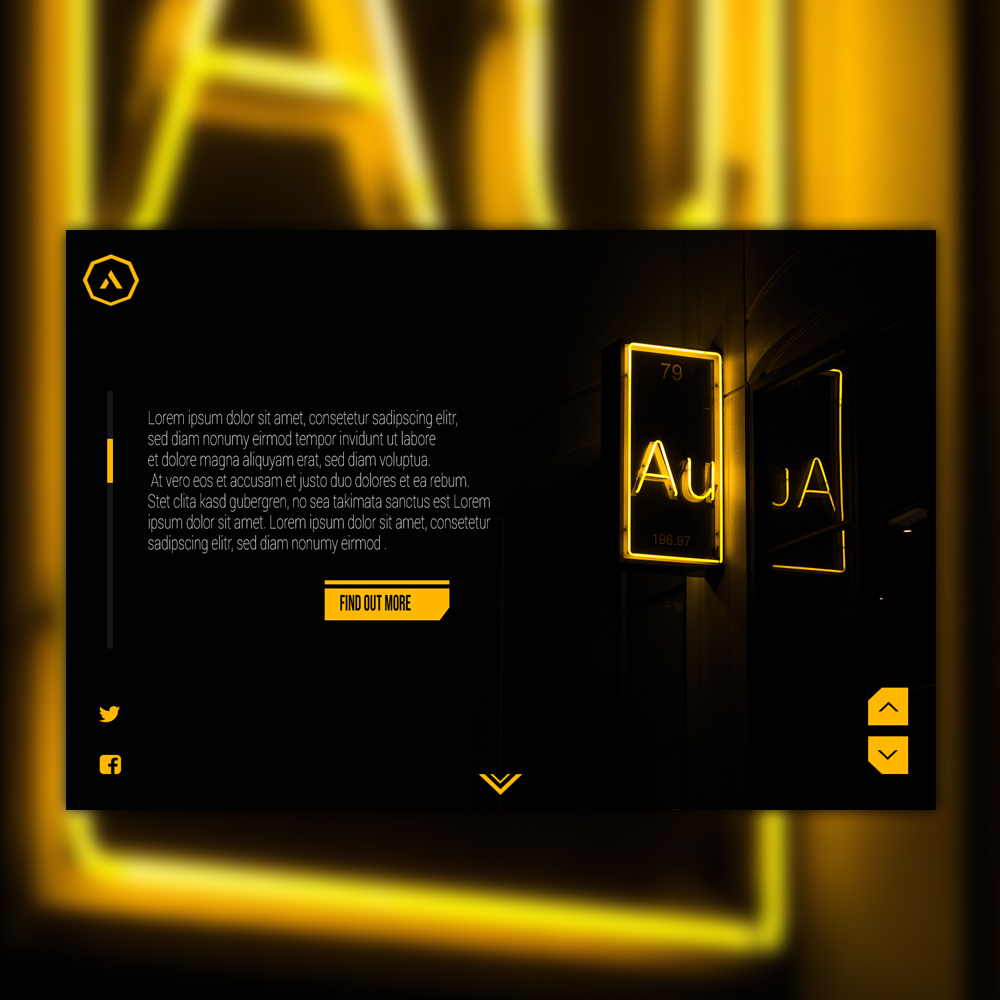 Au
Lorem ipsum dolor sit amet, consetetur sadipscing elitr,
sed diam nonumy eirmod tempor invidunt ut labore
et dolore magna aliquyam erat, sed diam voluptua.
At vero eos et accusam et justo duo dolores et ea rebum.
Stet clita kasd gubergren, no sea takimata sanctus est Lorem
ipsum dolor sit amet. Lorem ipsum dolor sit amet, consetetur
sadipscing elitr, sed diam nonumy eirmod .
FIND OUT MORE
79
Au
196.97